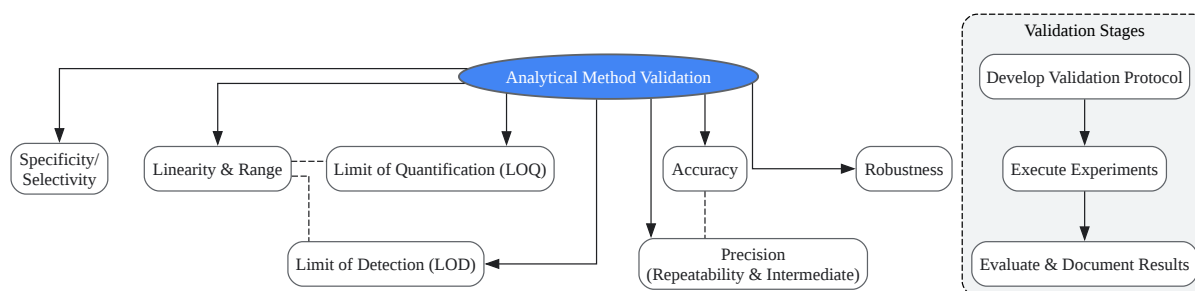 Analytical Method Validation
Specificity/
Selectivity
Linearity & Range
Limit of Quantification (LOQ)
Accuracy
Robustness
Limit of Detection (LOD)
Precision
(Repeatability & Intermediate)
Validation Stages
Develop Validation Protocol
Execute Experiments
Evaluate & Document Results